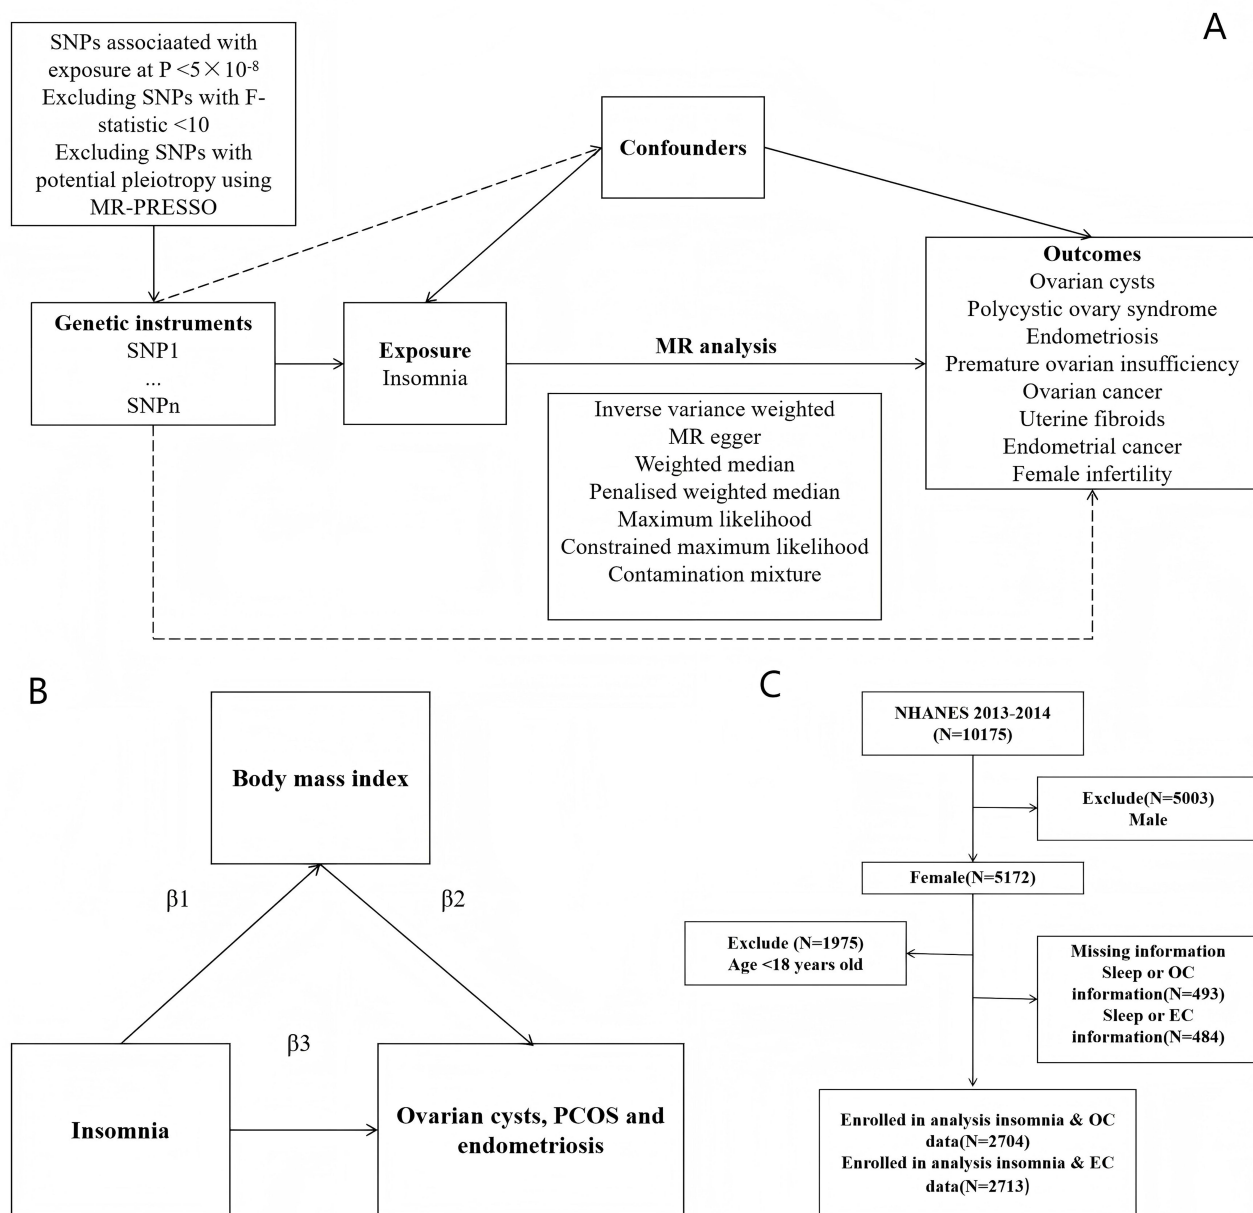 A
SNPs associaated with
exposure at P <5×10-8
Excluding SNPs with F-
statistic <10
Excluding SNPs with
potential pleiotropy using
MR-PRESSO
Confounders
Genetic instruments
SNP1
...
SNPn
Exposure
Insomnia
MR analysis
Inverse variance weighted
MR egger
Weighted median
Penalised weighted median
Maximum likelihood
Constrained maximum likelihood
Contamination mixture
Outcomes
Ovarian cysts
Polycystic ovary syndrome
Endometriosis
Premature ovarian insufficiency
Ovarian cancer
Uterine fibroids
Endometrial cancer
Female infertility
B
Body mass index
β1
β2
β3
Insomnia
Ovarian cysts, PCOS and
endometriosis
C
NHANES 2013-2014
(N=10175)
Exclude(N=5003)
Male
Female(N=5172)
Exclude (N=1975)
Age <18 years old
Missing information
Sleep or OC
information(N=493)
Sleep or EC
information(N=484)
Enrolled in analysis insomnia & OC
data(N=2704)
Enrolled in analysis insomnia & EC
data(N=2713)